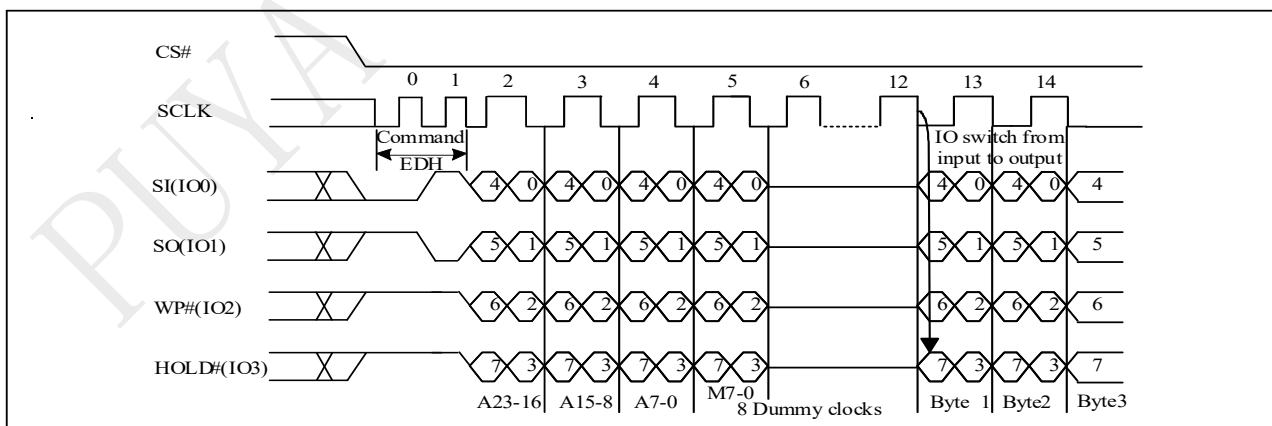 PUYA
CS#
0 1 2 3 4 5 6 12 13 14
SCLK
Command
EDH
IO switch from
input to output
SI(IO0)
4 0 4 0 4 0 4 0 4 0 4 0 4
SO(IO1)
5 1 5 1 5 1 5 1 5 1 5 1 5
WP#(IO2)
6 2 6 2 6 2 6 2 6 2 6 2 6
HOLD#(IO3)
7 3 7 3 7 3 7 3 7 3 7 3 7
A23-16 A15-8 A7-0 M7-0 8 Dummy clocks Byte 1 Byte2 Byte3